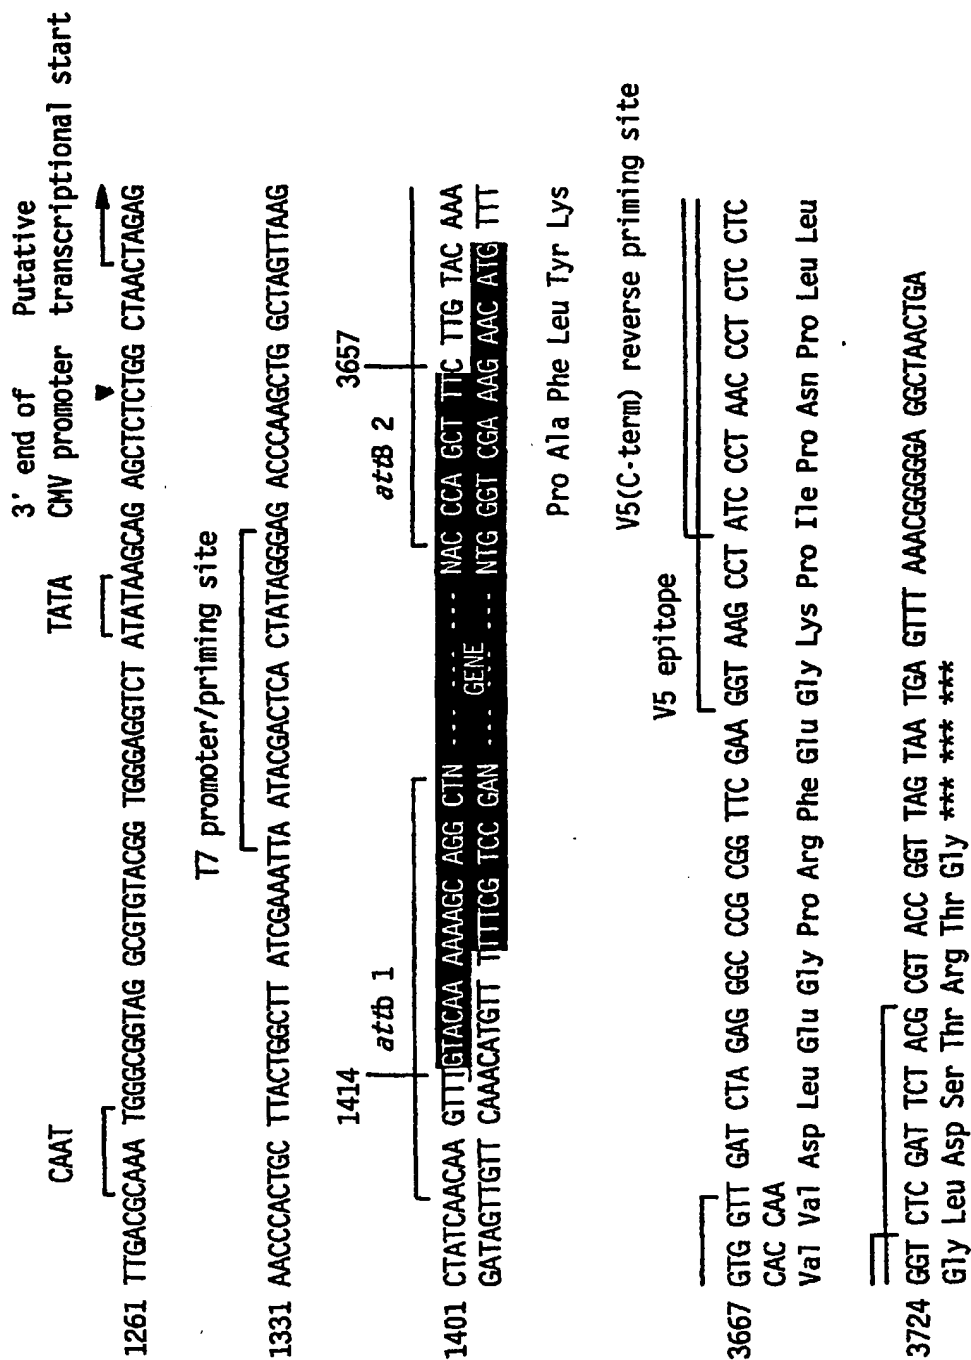 3' end of Putative
CAAT TATA CMV promoter transcriptional start
1261 TTGACGCAAA TGGGCGGTAG GCGTGTACGG TGGGAGGTCT ATATAAGCAG AGCTCTCTGG CTAACTAGAG
T7 promoter/priming site
1331 AACCCACTGC TTACTGGCTT ATCGAAATTA ATACGACTCA CTATAGGGAG ACCCAAGCTG GCTAGTTAAG
1414 3657
attb 1 attB 2
1401 CTATCAACAA GTTTGTACAAA AAAAGC AGG CTN ... .... NAC CCA GCT TTC TTG TAC AAA
GENE
GATAGTTGTT CAAACATGTT TTTTCG TCC GAN ... .... NTG GGT CGA AAG AAC ATG TTT
Pro Ala Phe Leu Tyr Lys
V5 epitope V5(C-term) reverse priming site
3667 GTG GTT GAT CTA GAG GGC CCG CGG TTC GAA GGT AAG CCT ATC CCT AAC CCT CTC CTC
CAC CAA
Val Val Asp Leu Glu Gly Pro Arg Phe Glu Gly Lys Pro Ile Pro Asn Pro Leu Leu
3724 GGT CTC GAT TCT ACG CGT ACC GGT TAG TAA TGA GTTT AAACGGGGGA GGCTAACTGA
Gly Leu Asp Ser Thr Arg Thr Gly *** *** ***